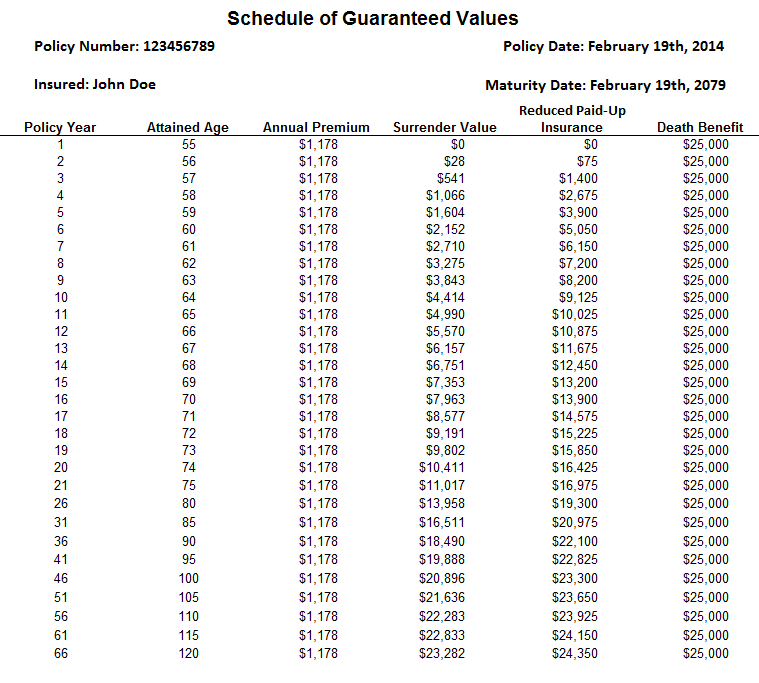 Schedule of Guaranteed Values
Policy Number: 123456789 Policy Date: February 19th, 2014
Insured: John Doe Maturity Date: February 19th, 2079
Reduced Paid-Up
Policy Year Attained Age Annual Premium Surrender Value Insurance Death Benefit
1 55 $1,178 $0 $0 $25,000
2 56 $1,178 $28 $75 $25,000
3 57 $1,178 $541 $1,400 $25,000
4 58 $1,178 $1,066 $2,675 $25,000
5 59 $1,178 $1,604 $3,900 $25,000
6 60 $1,178 $2,152 $5,050 $25,000
7 61 $1,178 $2,710 $6,150 $25,000
8 62 $1,178 $3,275 $7,200 $25,000
9 63 $1,178 $3,843 $8,200 $25,000
10 64 $1,178 $4,414 $9,125 $25,000
11 65 $1,178 $4,990 $10,025 $25,000
12 66 $1,178 $5,570 $10,875 $25,000
13 67 $1,178 $6,157 $11,675 $25,000
14 68 $1,178 $6,751 $12,450 $25,000
15 69 $1,178 $7,353 $13,200 $25,000
16 70 $1,178 $7,963 $13,900 $25,000
17 71 $1,178 $8,577 $14,575 $25,000
18 72 $1,178 $9,191 $15,225 $25,000
19 73 $1,178 $9,802 $15,850 $25,000
20 74 $1,178 $10,411 $16,425 $25,000
21 75 $1,178 $11,017 $16,975 $25,000
26 80 $1,178 $13,958 $19,300 $25,000
31 85 $1,178 $16,511 $20,975 $25,000
36 90 $1,178 $18,490 $22,100 $25,000
41 95 $1,178 $19,888 $22,825 $25,000
46 100 $1,178 $20,896 $23,300 $25,000
51 105 $1,178 $21,636 $23,650 $25,000
56 110 $1,178 $22,283 $23,925 $25,000
61 115 $1,178 $22,833 $24,150 $25,000
66 120 $1,178 $23,282 $24,350 $25,000